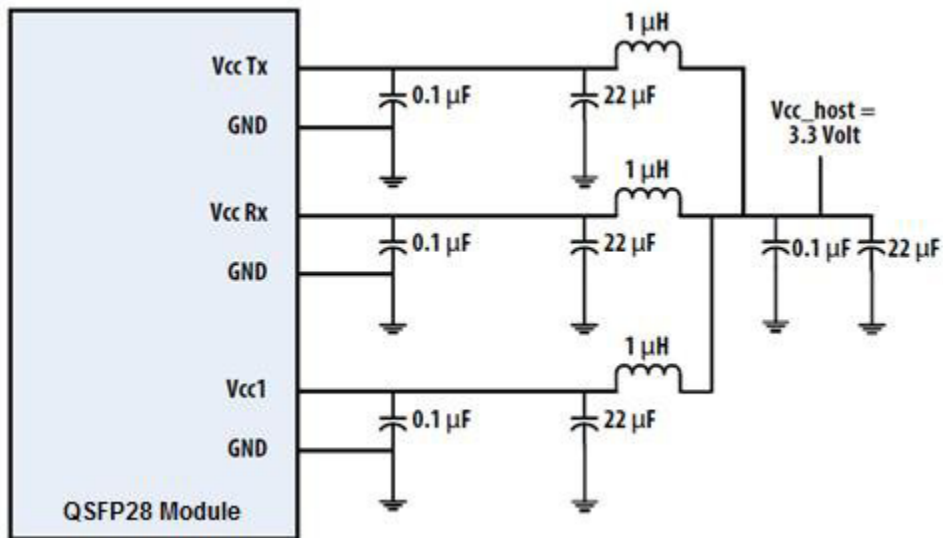 1 μH
Vcc Tx
0.1 μF
22 μF
Vcc_host =
3.3 Volt
GND
1 μH
Vcc Rx
0.1 μF
22 μF
0.1 μF
22 μF
GND
1 μH
Vcc1
0.1 μF
22 μF
GND
QSFP28 Module